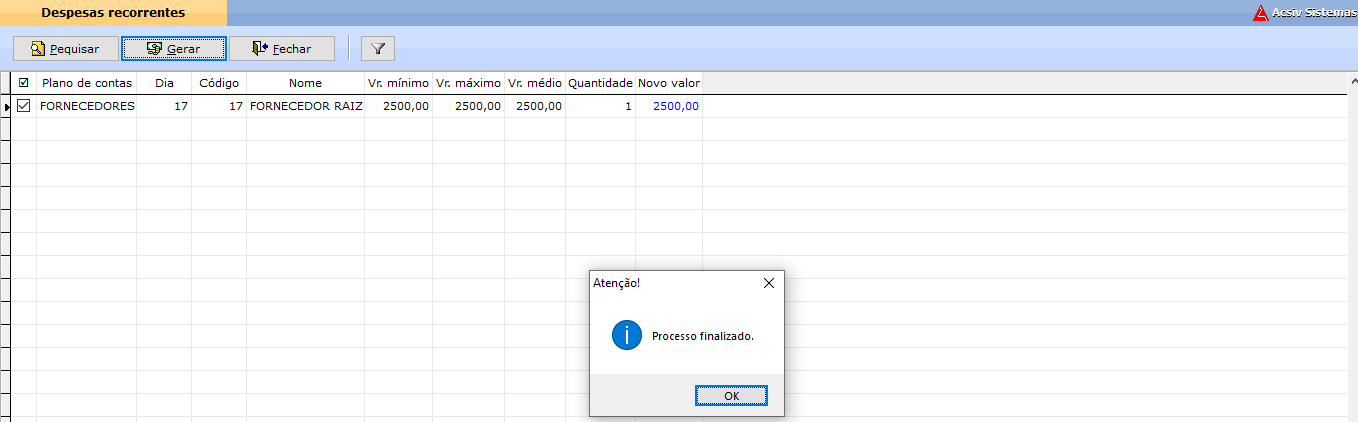 Despesas recorrentes
Acsiv Sistemas
Pequisar Gerar Fechar
Plano de contas Dia Código Nome Vr. mínimo Vr. máximo Vr. médio Quantidade Novo valor
FORNECEDORES 17 17 FORNECEDOR RAIZ 2500,00 2500,00 2500,00 1 2500,00
Atenção!
Processo finalizado.
OK